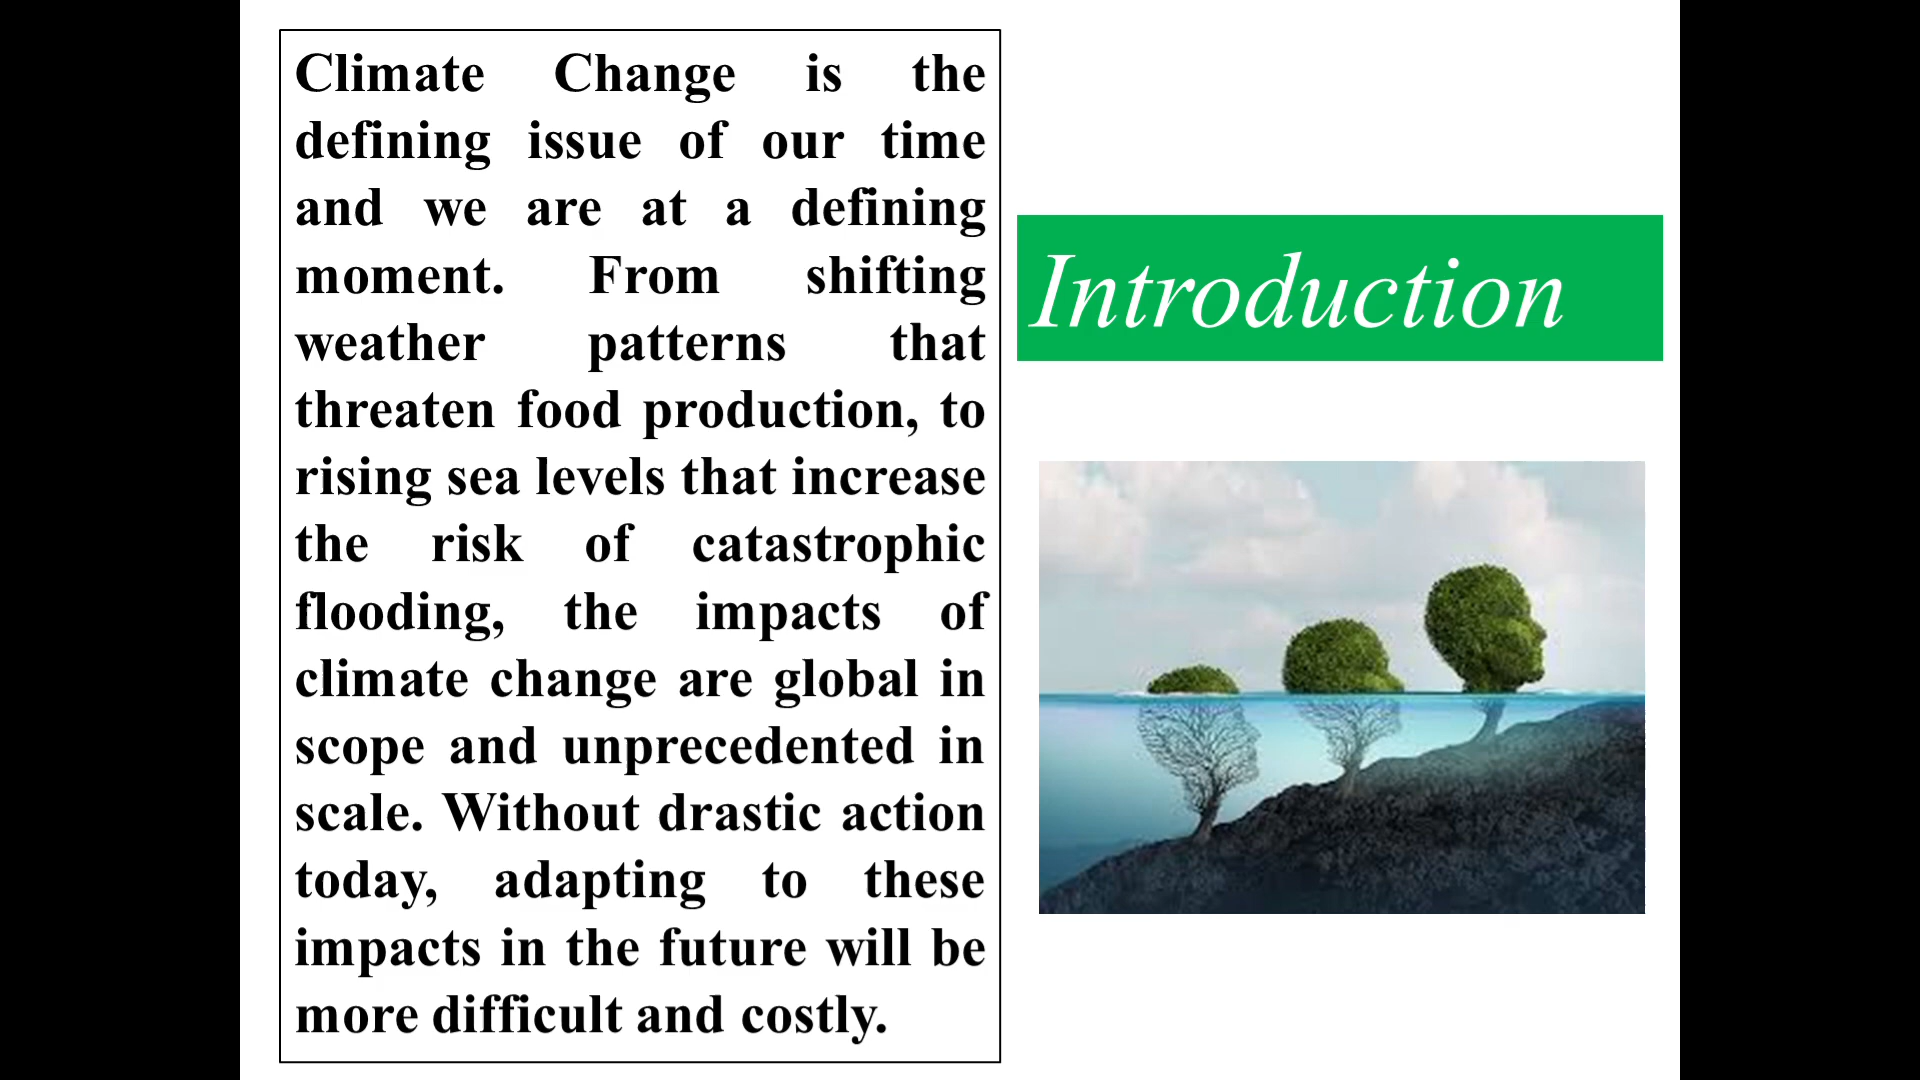 Climate Change is the
defining issue of our time
and we are at a defining
moment. From shifting
weather patterns that
threaten food production, to
rising sea levels that increase
the risk of catastrophic
flooding, the impacts of
climate change are global in
scope and unprecedented in
scale. Without drastic action
today, adapting to these
impacts in the future will be
more difficult and costly.
Introduction